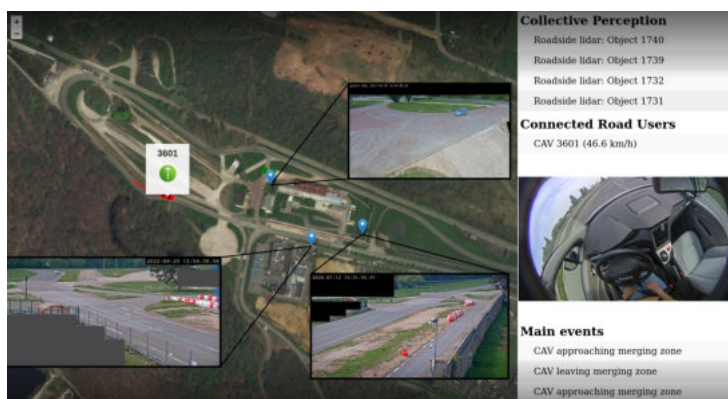 +
−
3601
Collective Perception
Roadside lidar: Object 1740
Roadside lidar: Object 1739
Roadside lidar: Object 1732
Roadside lidar: Object 1731
Connected Road Users
CAV 3601 (46.6 km/h)
Main events
CAV approaching merging zone
CAV leaving merging zone
CAV approaching merging zone